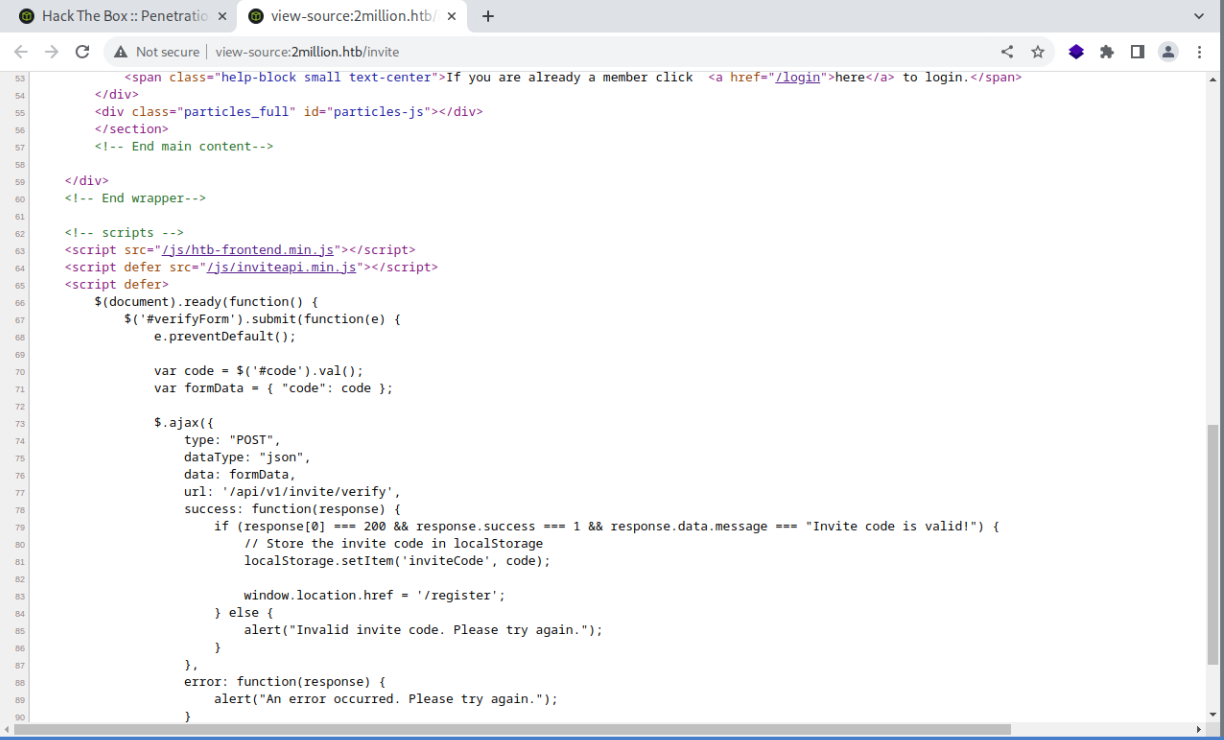 Hack The Box :: Penetratio
view-source:2million.htb/
Not secure view-source:2million.htb/invite
53 <span class="help-block small text-center">If you are already a member click  <a href="/login">here</a> to login.</span>
54 </div>
55 <div class="particles_full" id="particles-js"></div>
56 </section>
57 <!-- End main content-->
58
59 </div>
60 <!-- End wrapper-->
61
62 <!-- scripts -->
63 <script src="/js/htb-frontend.min.js"></script>
64 <script defer src="/js/inviteapi.min.js"></script>
65 <script defer>
66 $(document).ready(function() {
67 $('#verifyForm').submit(function(e) {
68 e.preventDefault();
69
70 var code = $('#code').val();
71 var formData = { "code": code };
72
73 $.ajax({
74 type: "POST",
75 dataType: "json",
76 data: formData,
77 url: '/api/v1/invite/verify',
78 success: function(response) {
79 if (response[0] === 200 && response.success === 1 && response.data.message === "Invite code is valid!") {
80 // Store the invite code in localStorage
81 localStorage.setItem('inviteCode', code);
82
83 window.location.href = '/register';
84 } else {
85 alert("Invalid invite code. Please try again.");
86 }
87 },
88 error: function(response) {
89 alert("An error occurred. Please try again.");
90 }